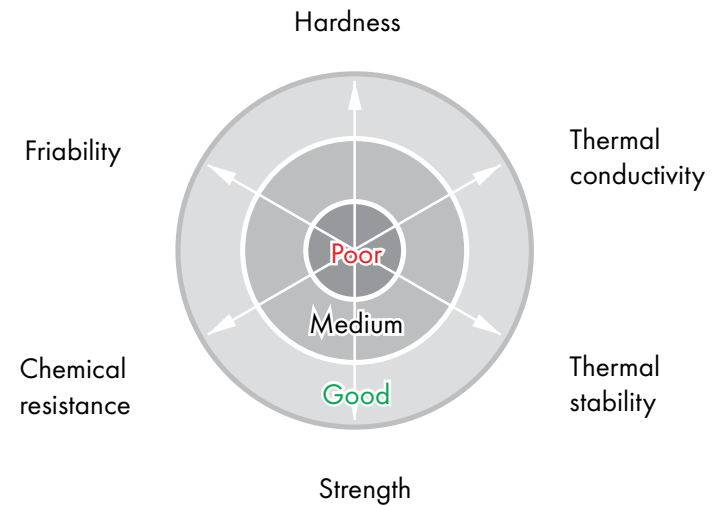 Hardness
Friability
Thermal
conductivity
Poor
Medium
Good
Chemical
resistance
Thermal
stability
Strength